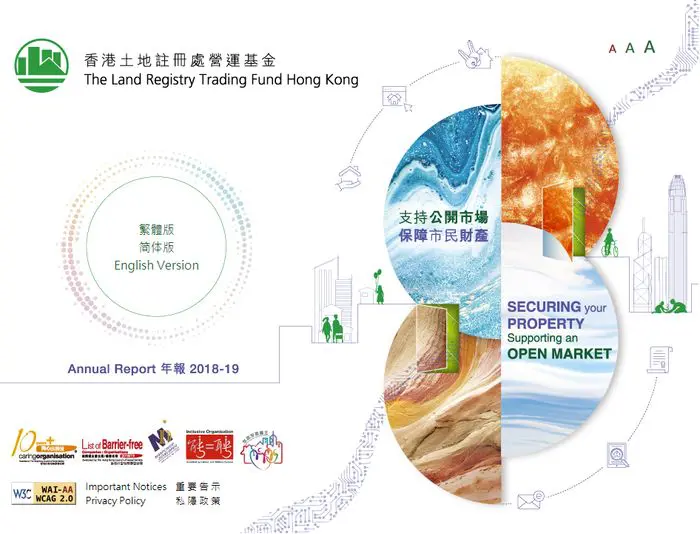 香港土地註冊處營運基金
The Land Registry Trading Fund Hong Kong
A A A
繁體版
简体版
English Version
Annual Report 年報 2018-19
支持公開市場
保障市民財產
SECURING your
PROPERTY
Supporting an
OPEN MARKET
10 years+
caringorganisation
List of Barrier-free
Companies / Organisations
Inclusive Organisation
W3C WAI-AA
WCAG 2.0
Important Notices 重要告示
Privacy Policy 私隱政策